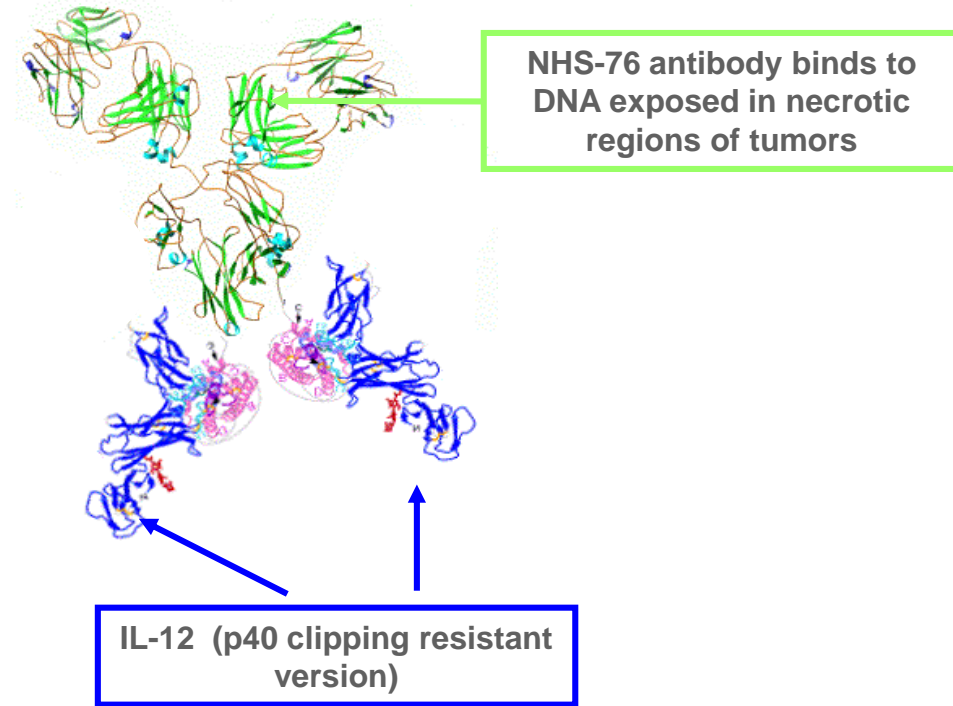 NHS-76 antibody binds to
DNA exposed in necrotic
regions of tumors
IL-12 (p40 clipping resistant
version)